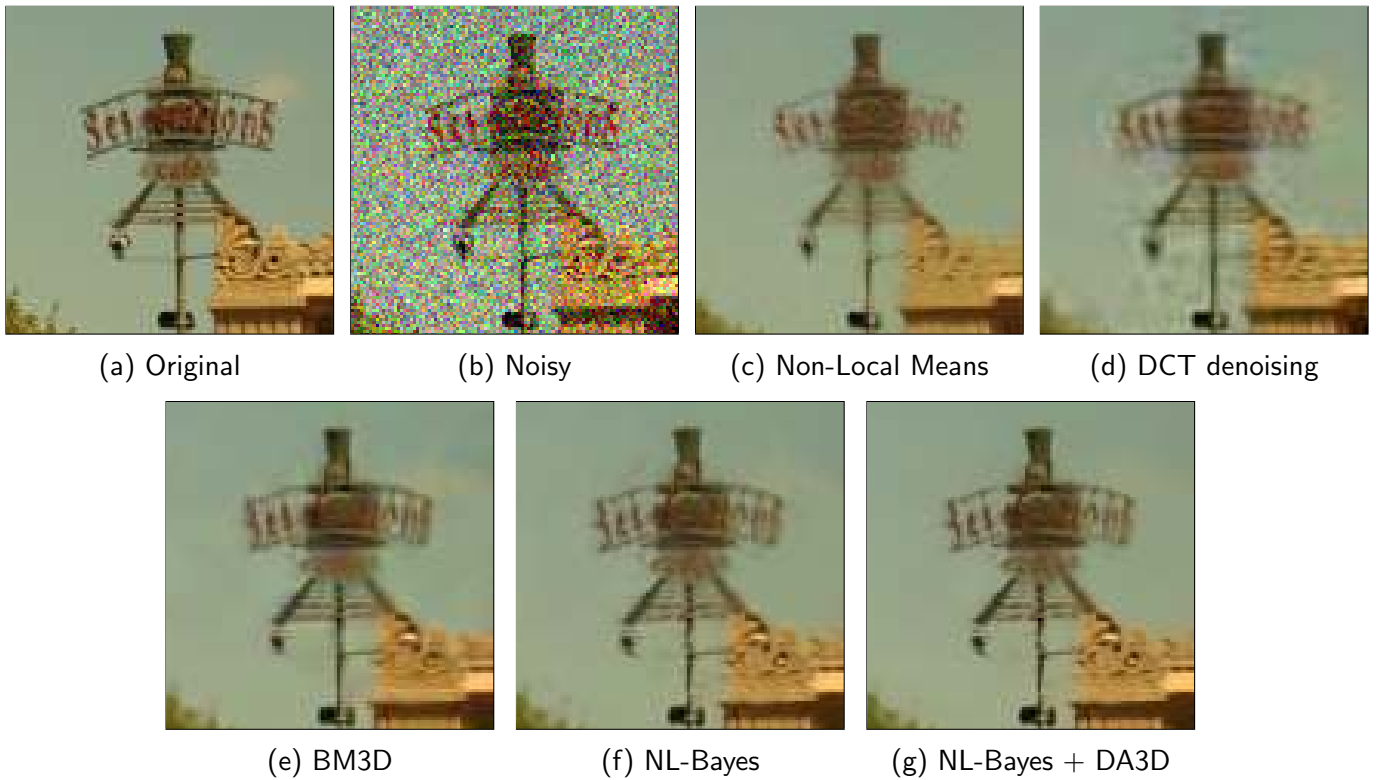 (a) Original
(b) Noisy
(c) Non-Local Means
(d) DCT denoising
(e) BM3D
(f) NL-Bayes
(g) NL-Bayes + DA3D